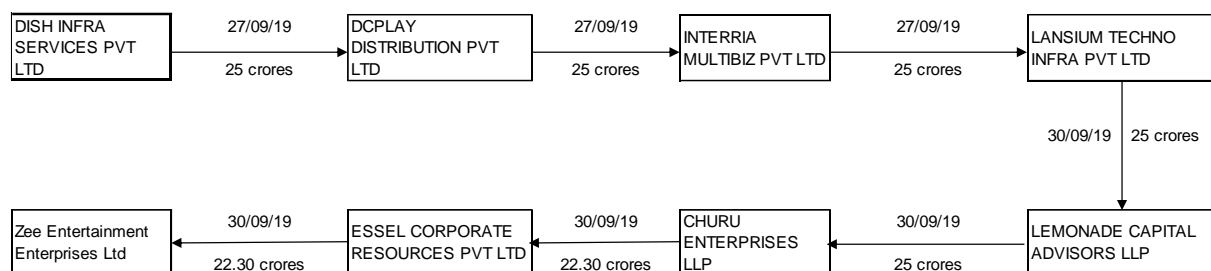 DISH INFRA
SERVICES PVT
LTD
27/09/19
25 crores
DCPLAY
DISTRIBUTION PVT
LTD
27/09/19
25 crores
INTERRIA
MULTIBIZ PVT LTD
27/09/19
25 crores
LANSIUM TECHNO
INFRA PVT LTD
30/09/19 25 crores
Zee Entertainment
Enterprises Ltd
30/09/19
22.30 crores
ESSEL CORPORATE
RESOURCES PVT LTD
30/09/19
22.30 crores
CHURU
ENTERPRISES
LLP
30/09/19
25 crores
LEMONADE CAPITAL
ADVISORS LLP